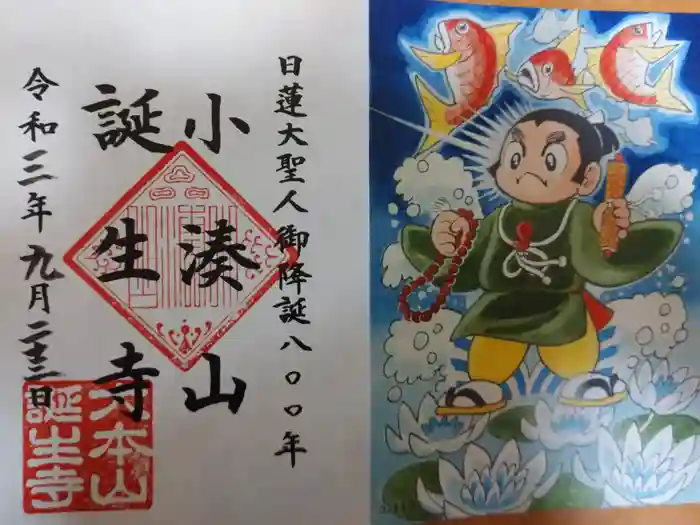 日蓮大聖人御降誕八〇〇年
小湊山
誕生寺
令和三年九月二十三日
大本山
誕生寺